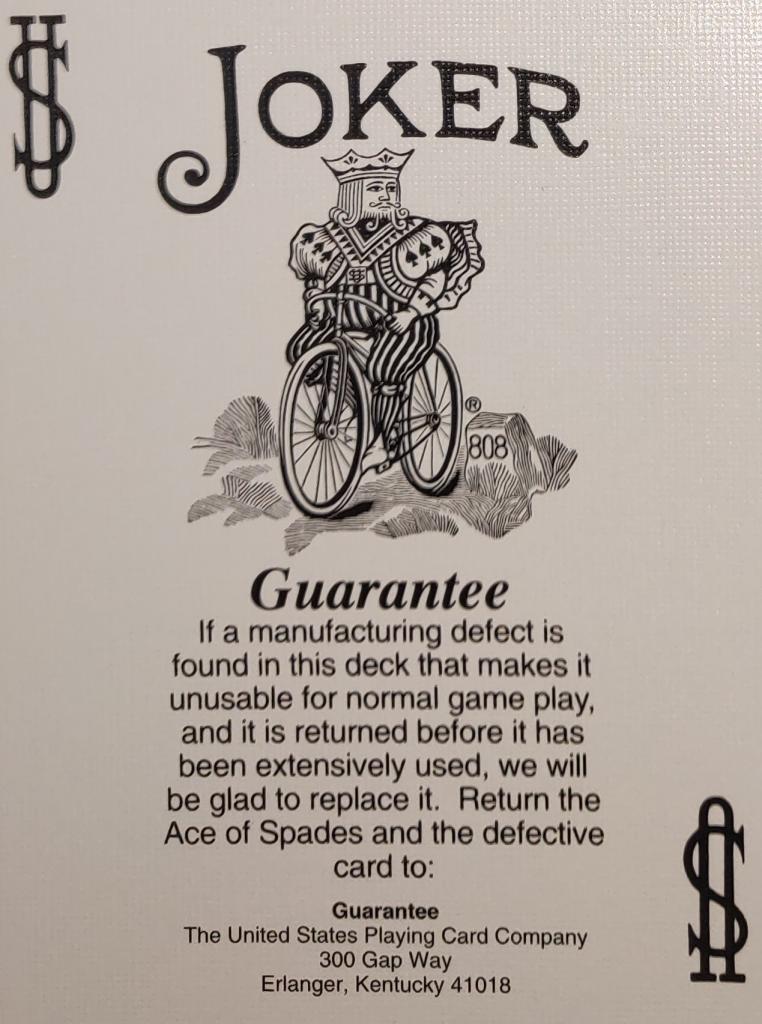 US
JOKER
®
808
Guarantee
If a manufacturing defect is
found in this deck that makes it
unusable for normal game play,
and it is returned before it has
been extensively used, we will
be glad to replace it.  Return the
Ace of Spades and the defective
card to:
Guarantee
The United States Playing Card Company
300 Gap Way
Erlanger, Kentucky 41018
US